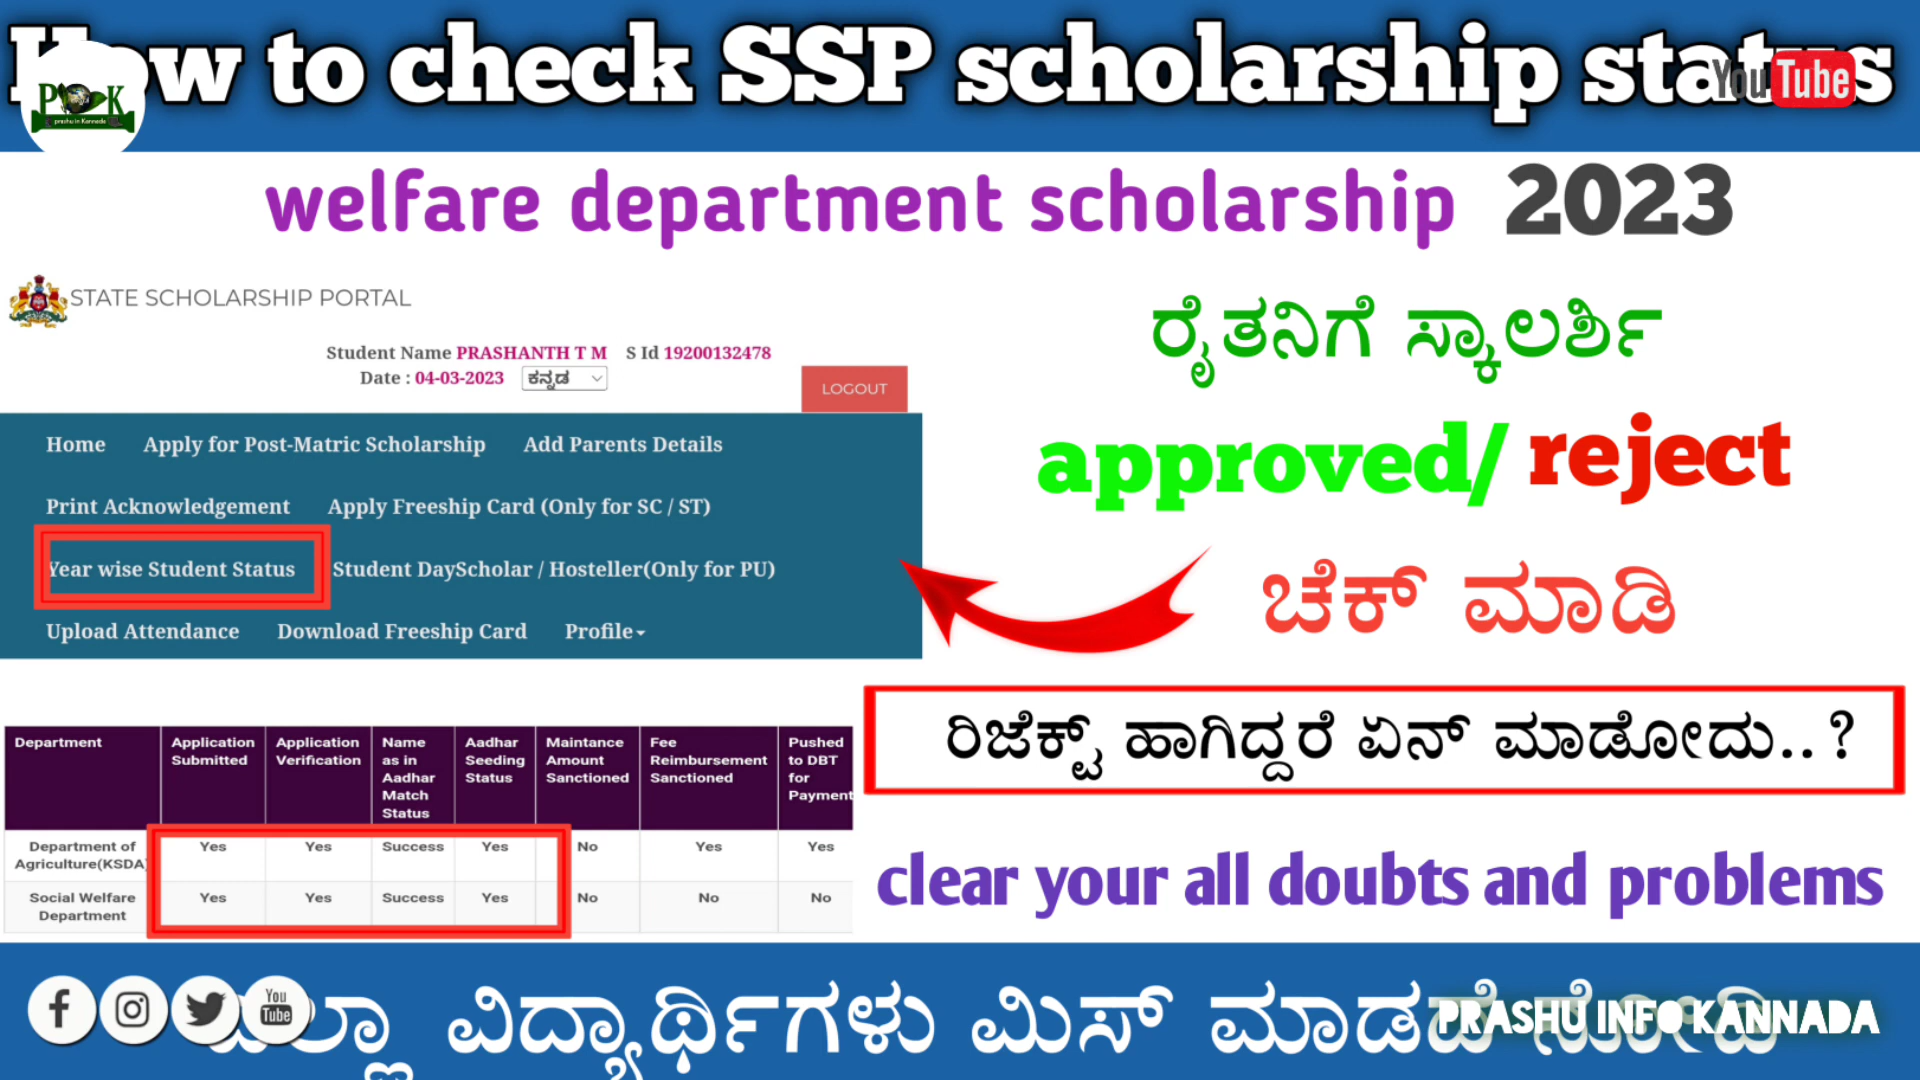 How to check SSP scholarship status
YouTube
P K
prashu in Kannada
welfare department scholarship 2023
STATE SCHOLARSHIP PORTAL
Student Name PRASHANTH T M S Id 19200132478
Date : 04-03-2023 ಕನ್ನಡ
LOGOUT
Home Apply for Post-Matric Scholarship Add Parents Details
Print Acknowledgement Apply Freeship Card (Only for SC / ST)
Year wise Student Status Student DayScholar / Hosteller(Only for PU)
Upload Attendance Download Freeship Card Profile
ರೈತನಿಗೆ ಸ್ಕಾಲರ್ಶಿ
approved/ reject
ಚೆಕ್ ಮಾಡಿ
ರಿಜೆಕ್ಟ್ ಹಾಗಿದ್ದರೆ ಏನ್ ಮಾಡೋದು..?
Department Application Submitted Application Verification Name as in Aadhar Match Status Aadhar Seeding Status Maintance Amount Sanctioned Fee Reimbursement Sanctioned Pushed to DBT for Payment
Department of Agriculture(KSDA) Yes Yes Success Yes No Yes Yes
Social Welfare Department Yes Yes Success Yes No No No
clear your all doubts and problems
You Tube
ವಿದ್ಯಾರ್ಥಿಗಳು ಮಿಸ್ ಮಾಡದೆ ನೋಡಿ
PRASHU INFO KANNADA